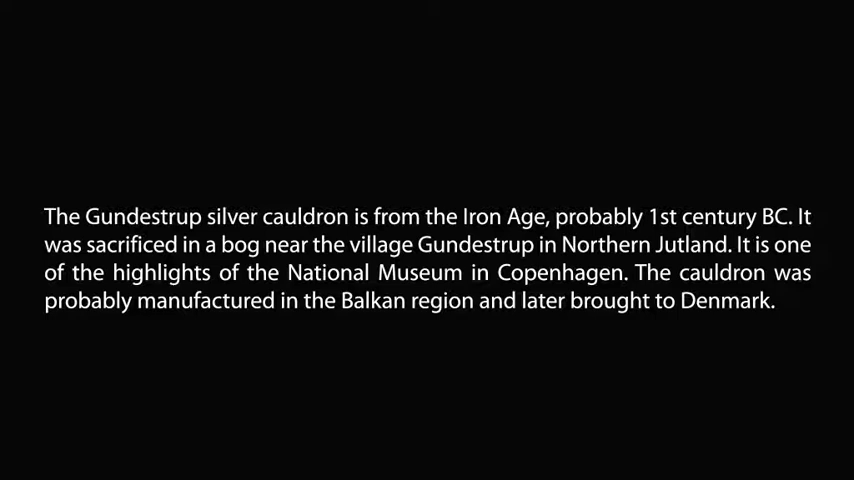 The Gundestrup silver cauldron is from the Iron Age, probably 1st century BC. It
was sacrificed in a bog near the village Gundestrup in Northern Jutland. It is one
of the highlights of the National Museum in Copenhagen. The cauldron was
probably manufactured in the Balkan region and later brought to Denmark.